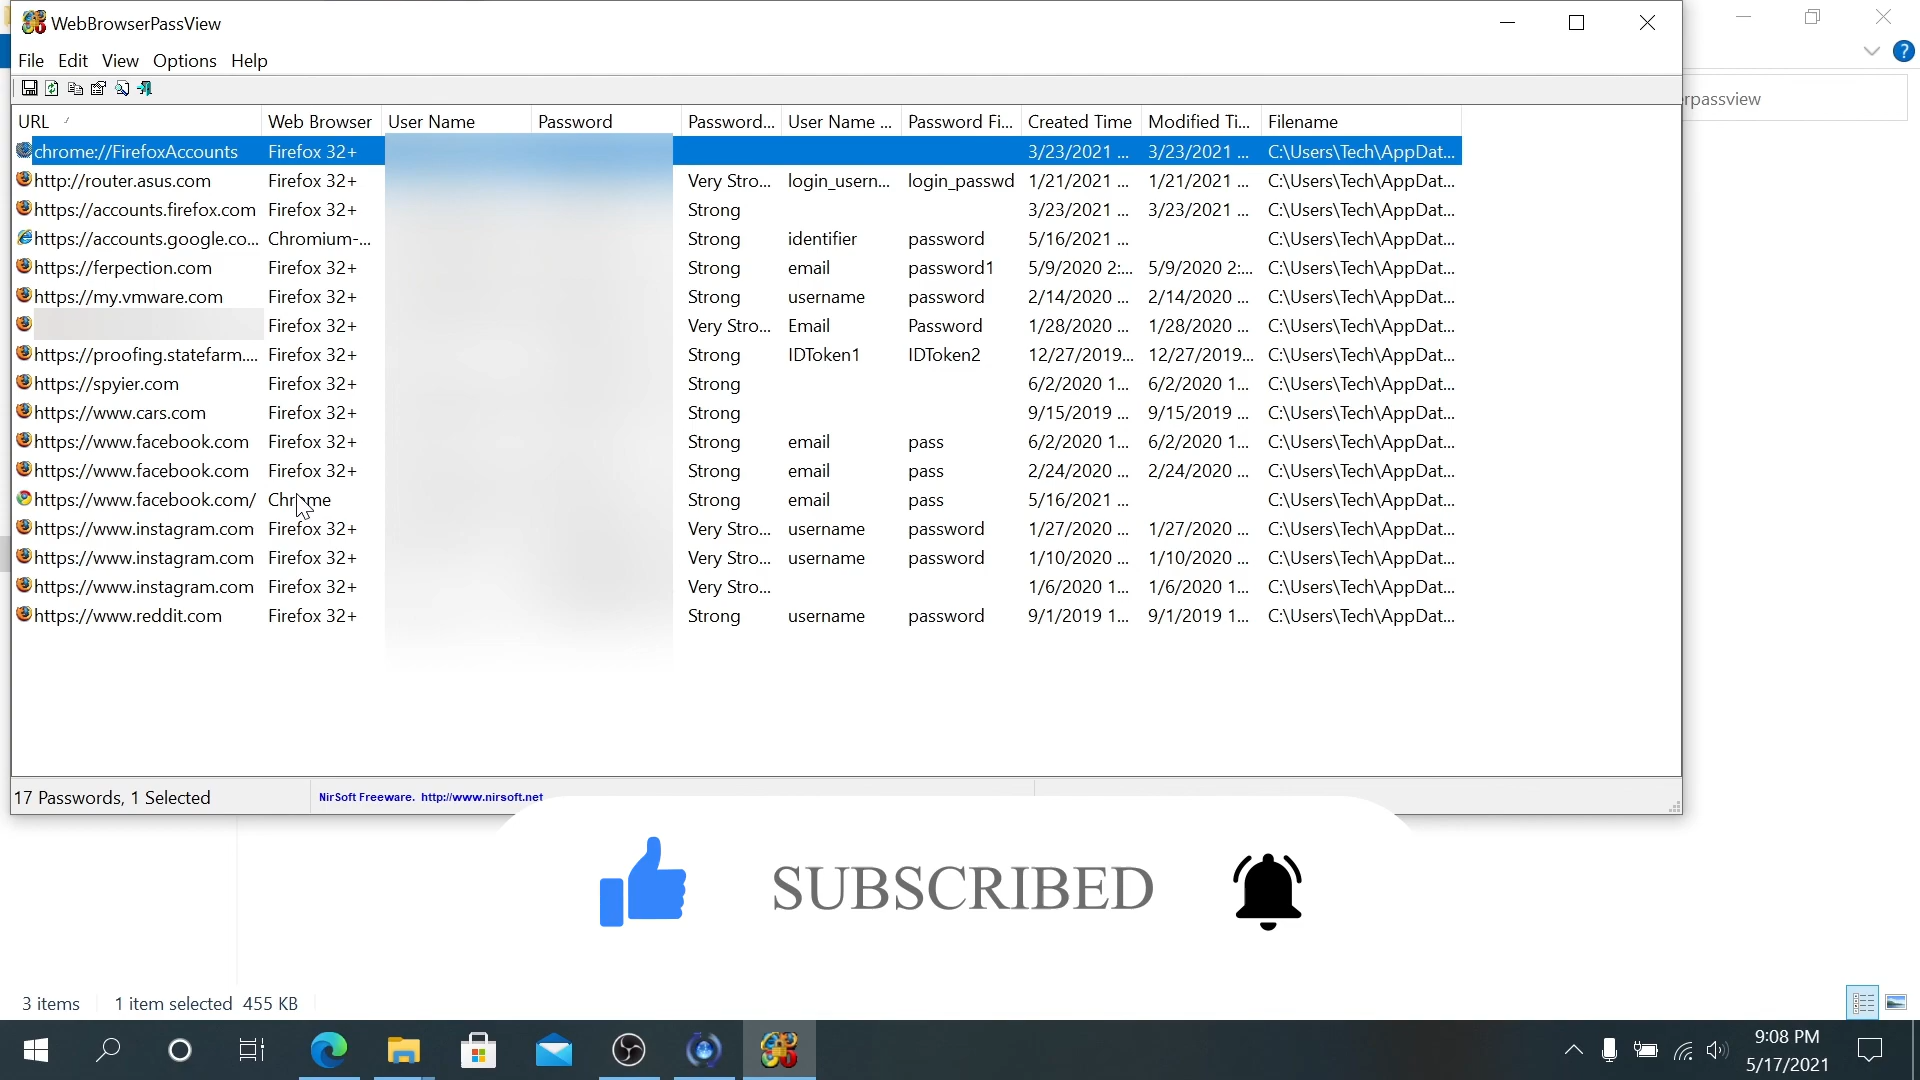 WebBrowserPassView
File Edit View Options Help
rpassview
URL Web Browser User Name Password Password... User Name ... Password Fi... Created Time Modified Ti... Filename
chrome://FirefoxAccounts Firefox 32+ 3/23/2021 ... 3/23/2021 ... C:\Users\Tech\AppDat...
http://router.asus.com Firefox 32+ Very Stro... login_usern... login_passwd 1/21/2021 ... 1/21/2021 ... C:\Users\Tech\AppDat...
https://accounts.firefox.com Firefox 32+ Strong 3/23/2021 ... 3/23/2021 ... C:\Users\Tech\AppDat...
https://accounts.google.co... Chromium-... Strong identifier password 5/16/2021 ... C:\Users\Tech\AppDat...
https://ferpection.com Firefox 32+ Strong email password1 5/9/2020 2:... 5/9/2020 2:... C:\Users\Tech\AppDat...
https://my.vmware.com Firefox 32+ Strong username password 2/14/2020 ... 2/14/2020 ... C:\Users\Tech\AppDat...
Firefox 32+ Very Stro... Email Password 1/28/2020 ... 1/28/2020 ... C:\Users\Tech\AppDat...
https://proofing.statefarm.... Firefox 32+ Strong IDToken1 IDToken2 12/27/2019... 12/27/2019... C:\Users\Tech\AppDat...
https://spyier.com Firefox 32+ Strong 6/2/2020 1... 6/2/2020 1... C:\Users\Tech\AppDat...
https://www.cars.com Firefox 32+ Strong 9/15/2019 ... 9/15/2019 ... C:\Users\Tech\AppDat...
https://www.facebook.com Firefox 32+ Strong email pass 6/2/2020 1... 6/2/2020 1... C:\Users\Tech\AppDat...
https://www.facebook.com Firefox 32+ Strong email pass 2/24/2020 ... 2/24/2020 ... C:\Users\Tech\AppDat...
https://www.facebook.com/ Chrome Strong email pass 5/16/2021 ... C:\Users\Tech\AppDat...
https://www.instagram.com Firefox 32+ Very Stro... username password 1/27/2020 ... 1/27/2020 ... C:\Users\Tech\AppDat...
https://www.instagram.com Firefox 32+ Very Stro... username password 1/10/2020 ... 1/10/2020 ... C:\Users\Tech\AppDat...
https://www.instagram.com Firefox 32+ Very Stro... 1/6/2020 1... 1/6/2020 1... C:\Users\Tech\AppDat...
https://www.reddit.com Firefox 32+ Strong username password 9/1/2019 1... 9/1/2019 1... C:\Users\Tech\AppDat...
17 Passwords, 1 Selected NirSoft Freeware. http://www.nirsoft.net
SUBSCRIBED
3 items 1 item selected 455 KB
9:08 PM
5/17/2021